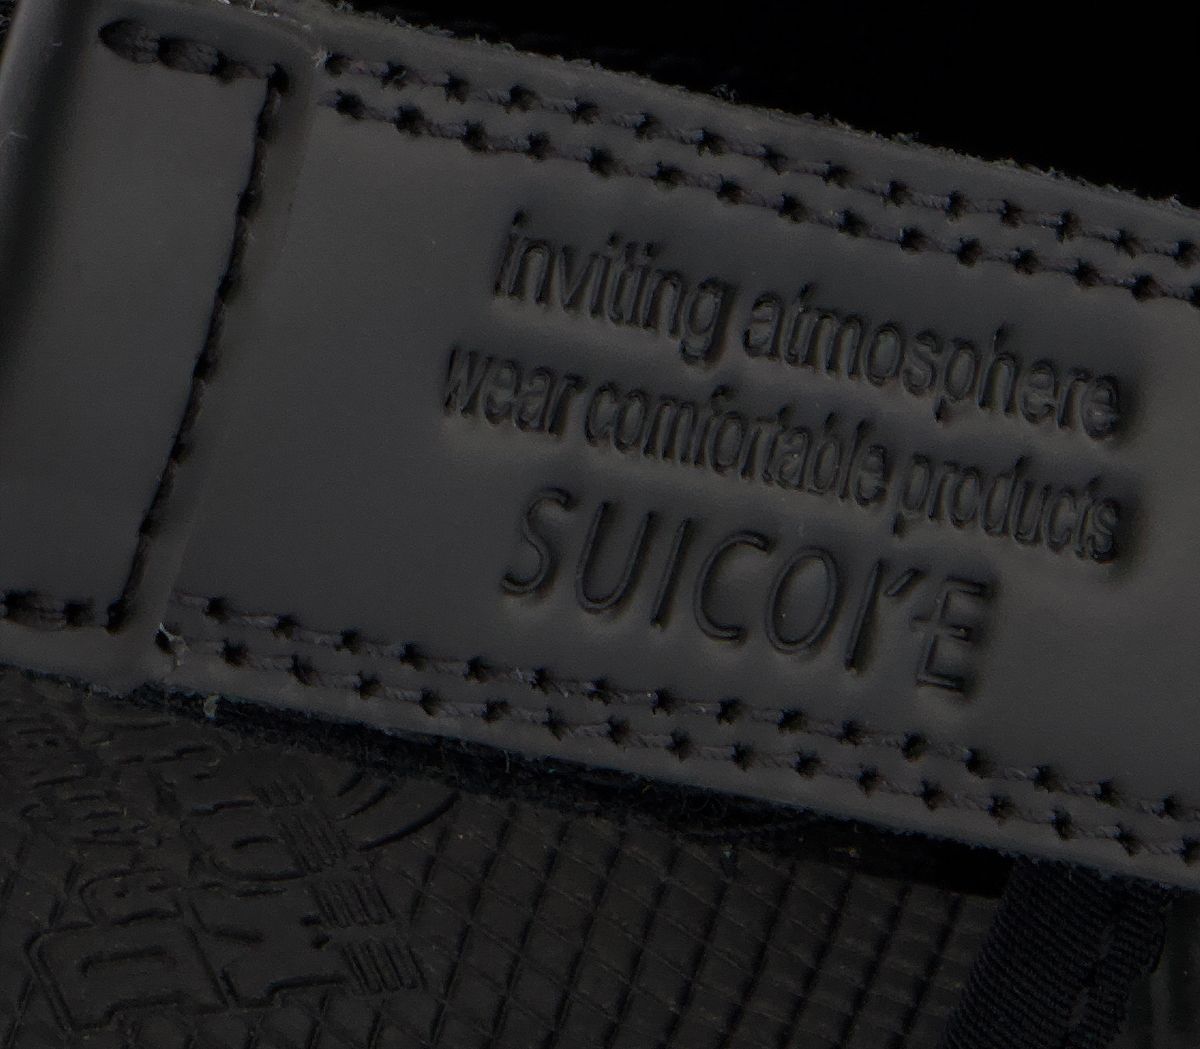 inviting atmosphere
wear comfortable products
SUICOKE